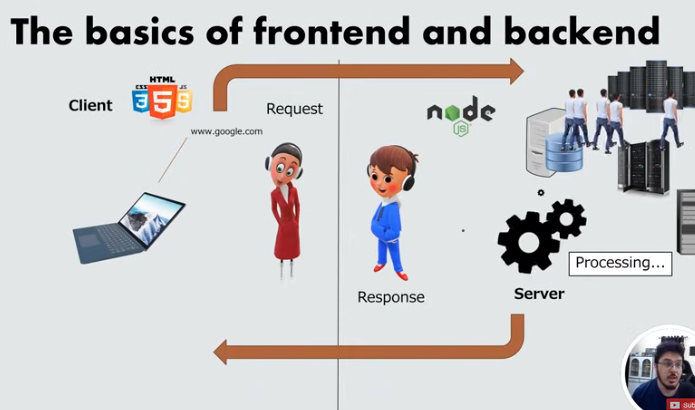 The basics of frontend and backend
Client
HTML
CSS
JS
3 5 S
Request
www.google.com
node
JS
Response
Server
Processing...